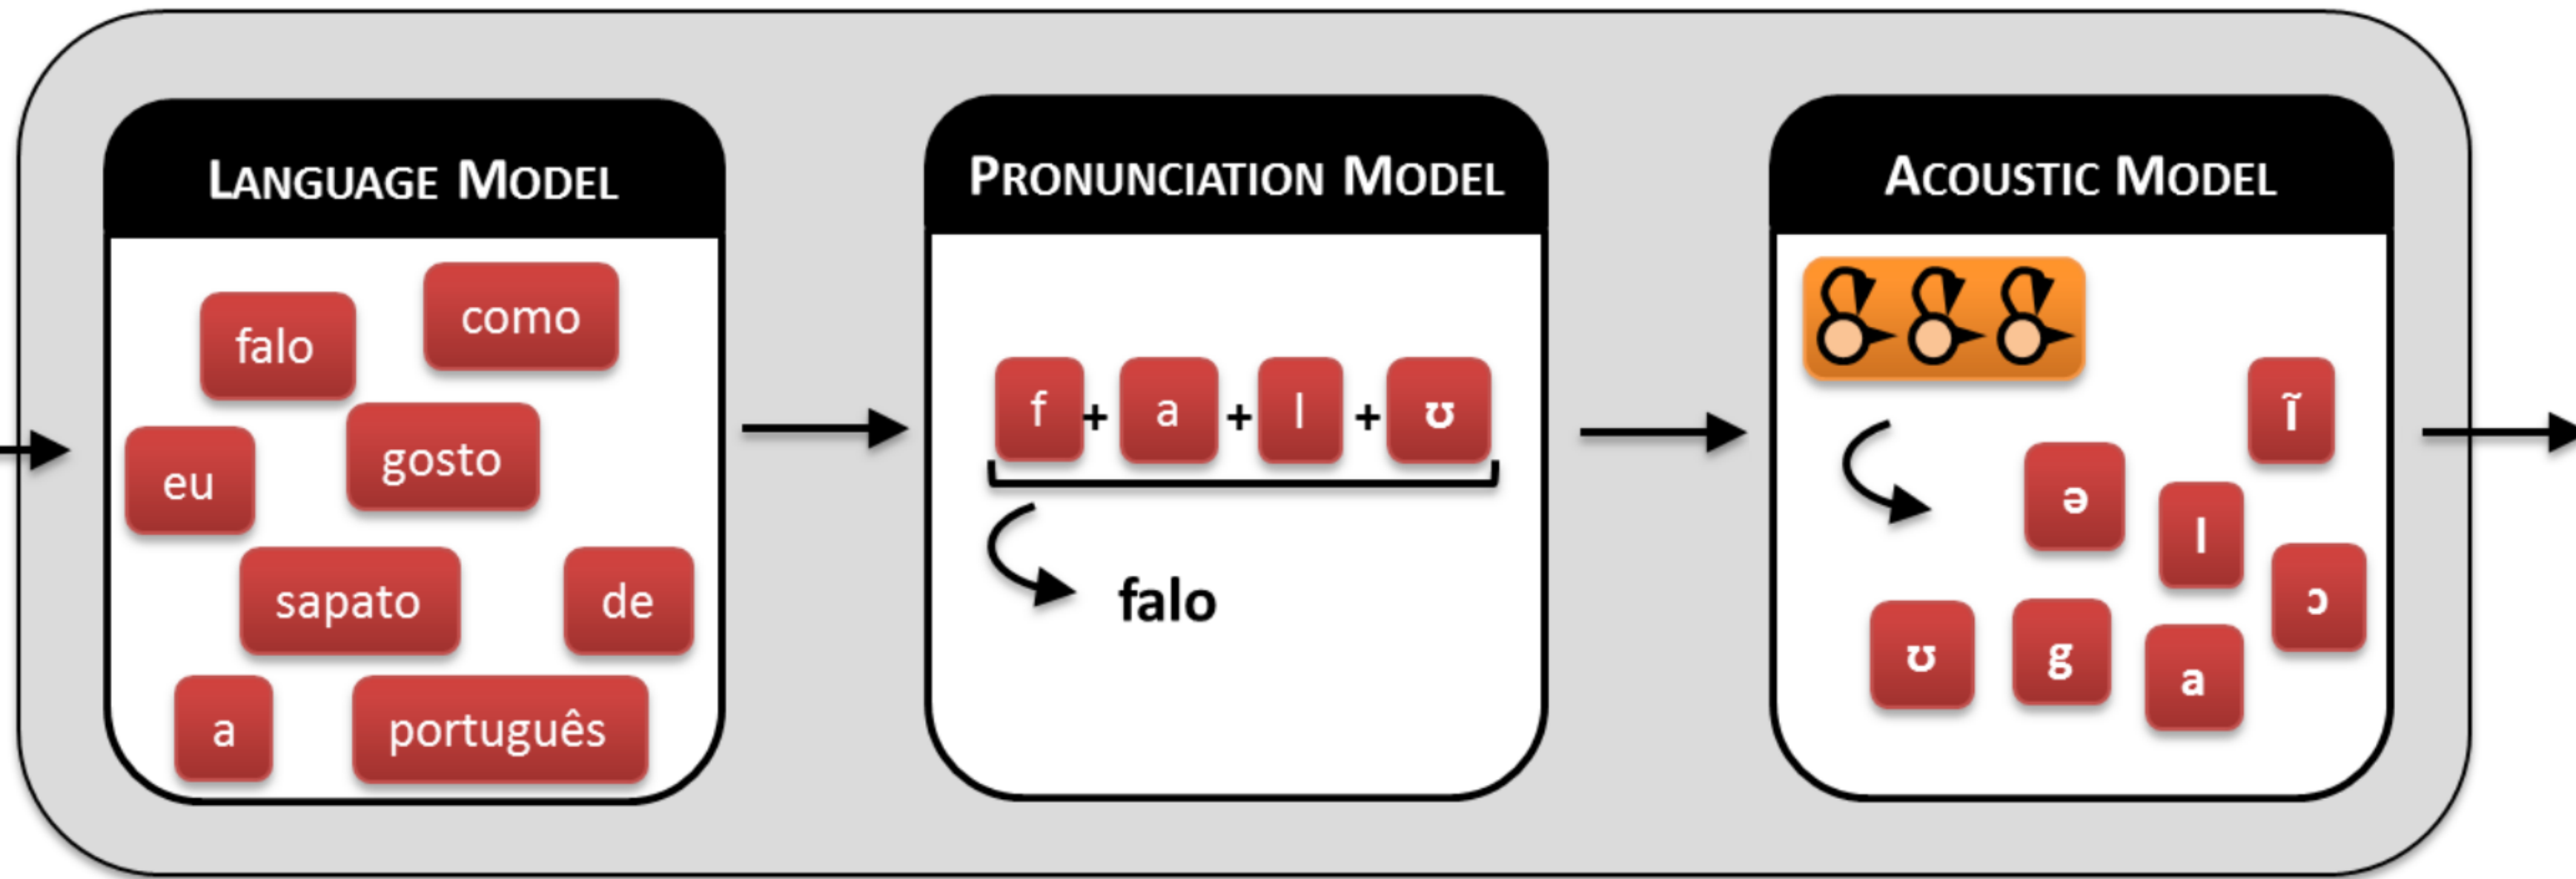 LANGUAGE MODEL
falo
como
eu
gosto
sapato
de
a
português
PRONUNCIATION MODEL
f + a + l + ʊ
falo
ACOUSTIC MODEL
ĩ
ə
l
ɔ
ʊ
g
a